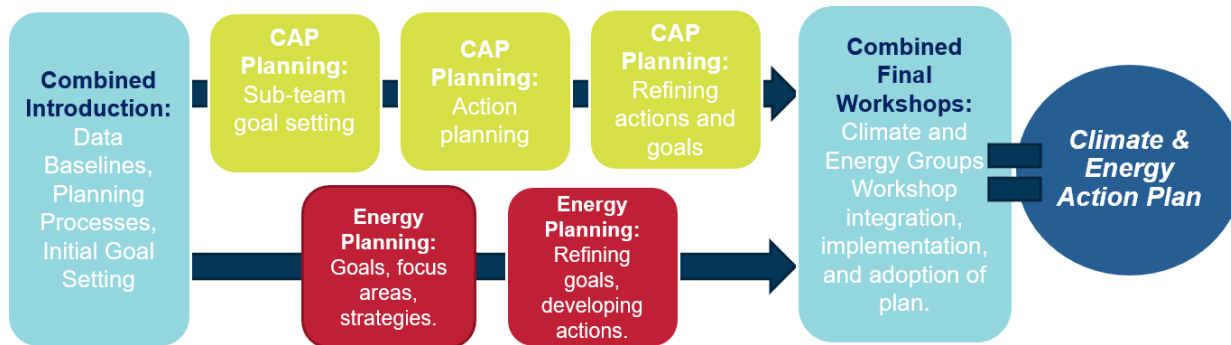 Combined
Introduction:
Data
Baselines,
Planning
Processes,
Initial Goal
Setting
CAP
Planning:
Sub-team
goal setting
CAP
Planning:
Action
planning
CAP
Planning:
Refining
actions and
goals
Energy
Planning:
Goals, focus
areas,
strategies.
Energy
Planning:
Refining
goals,
developing
actions.
Combined
Final
Workshops:
Climate and
Energy Groups
Workshop
integration,
implementation,
and adoption of
plan.
Climate &
Energy
Action Plan